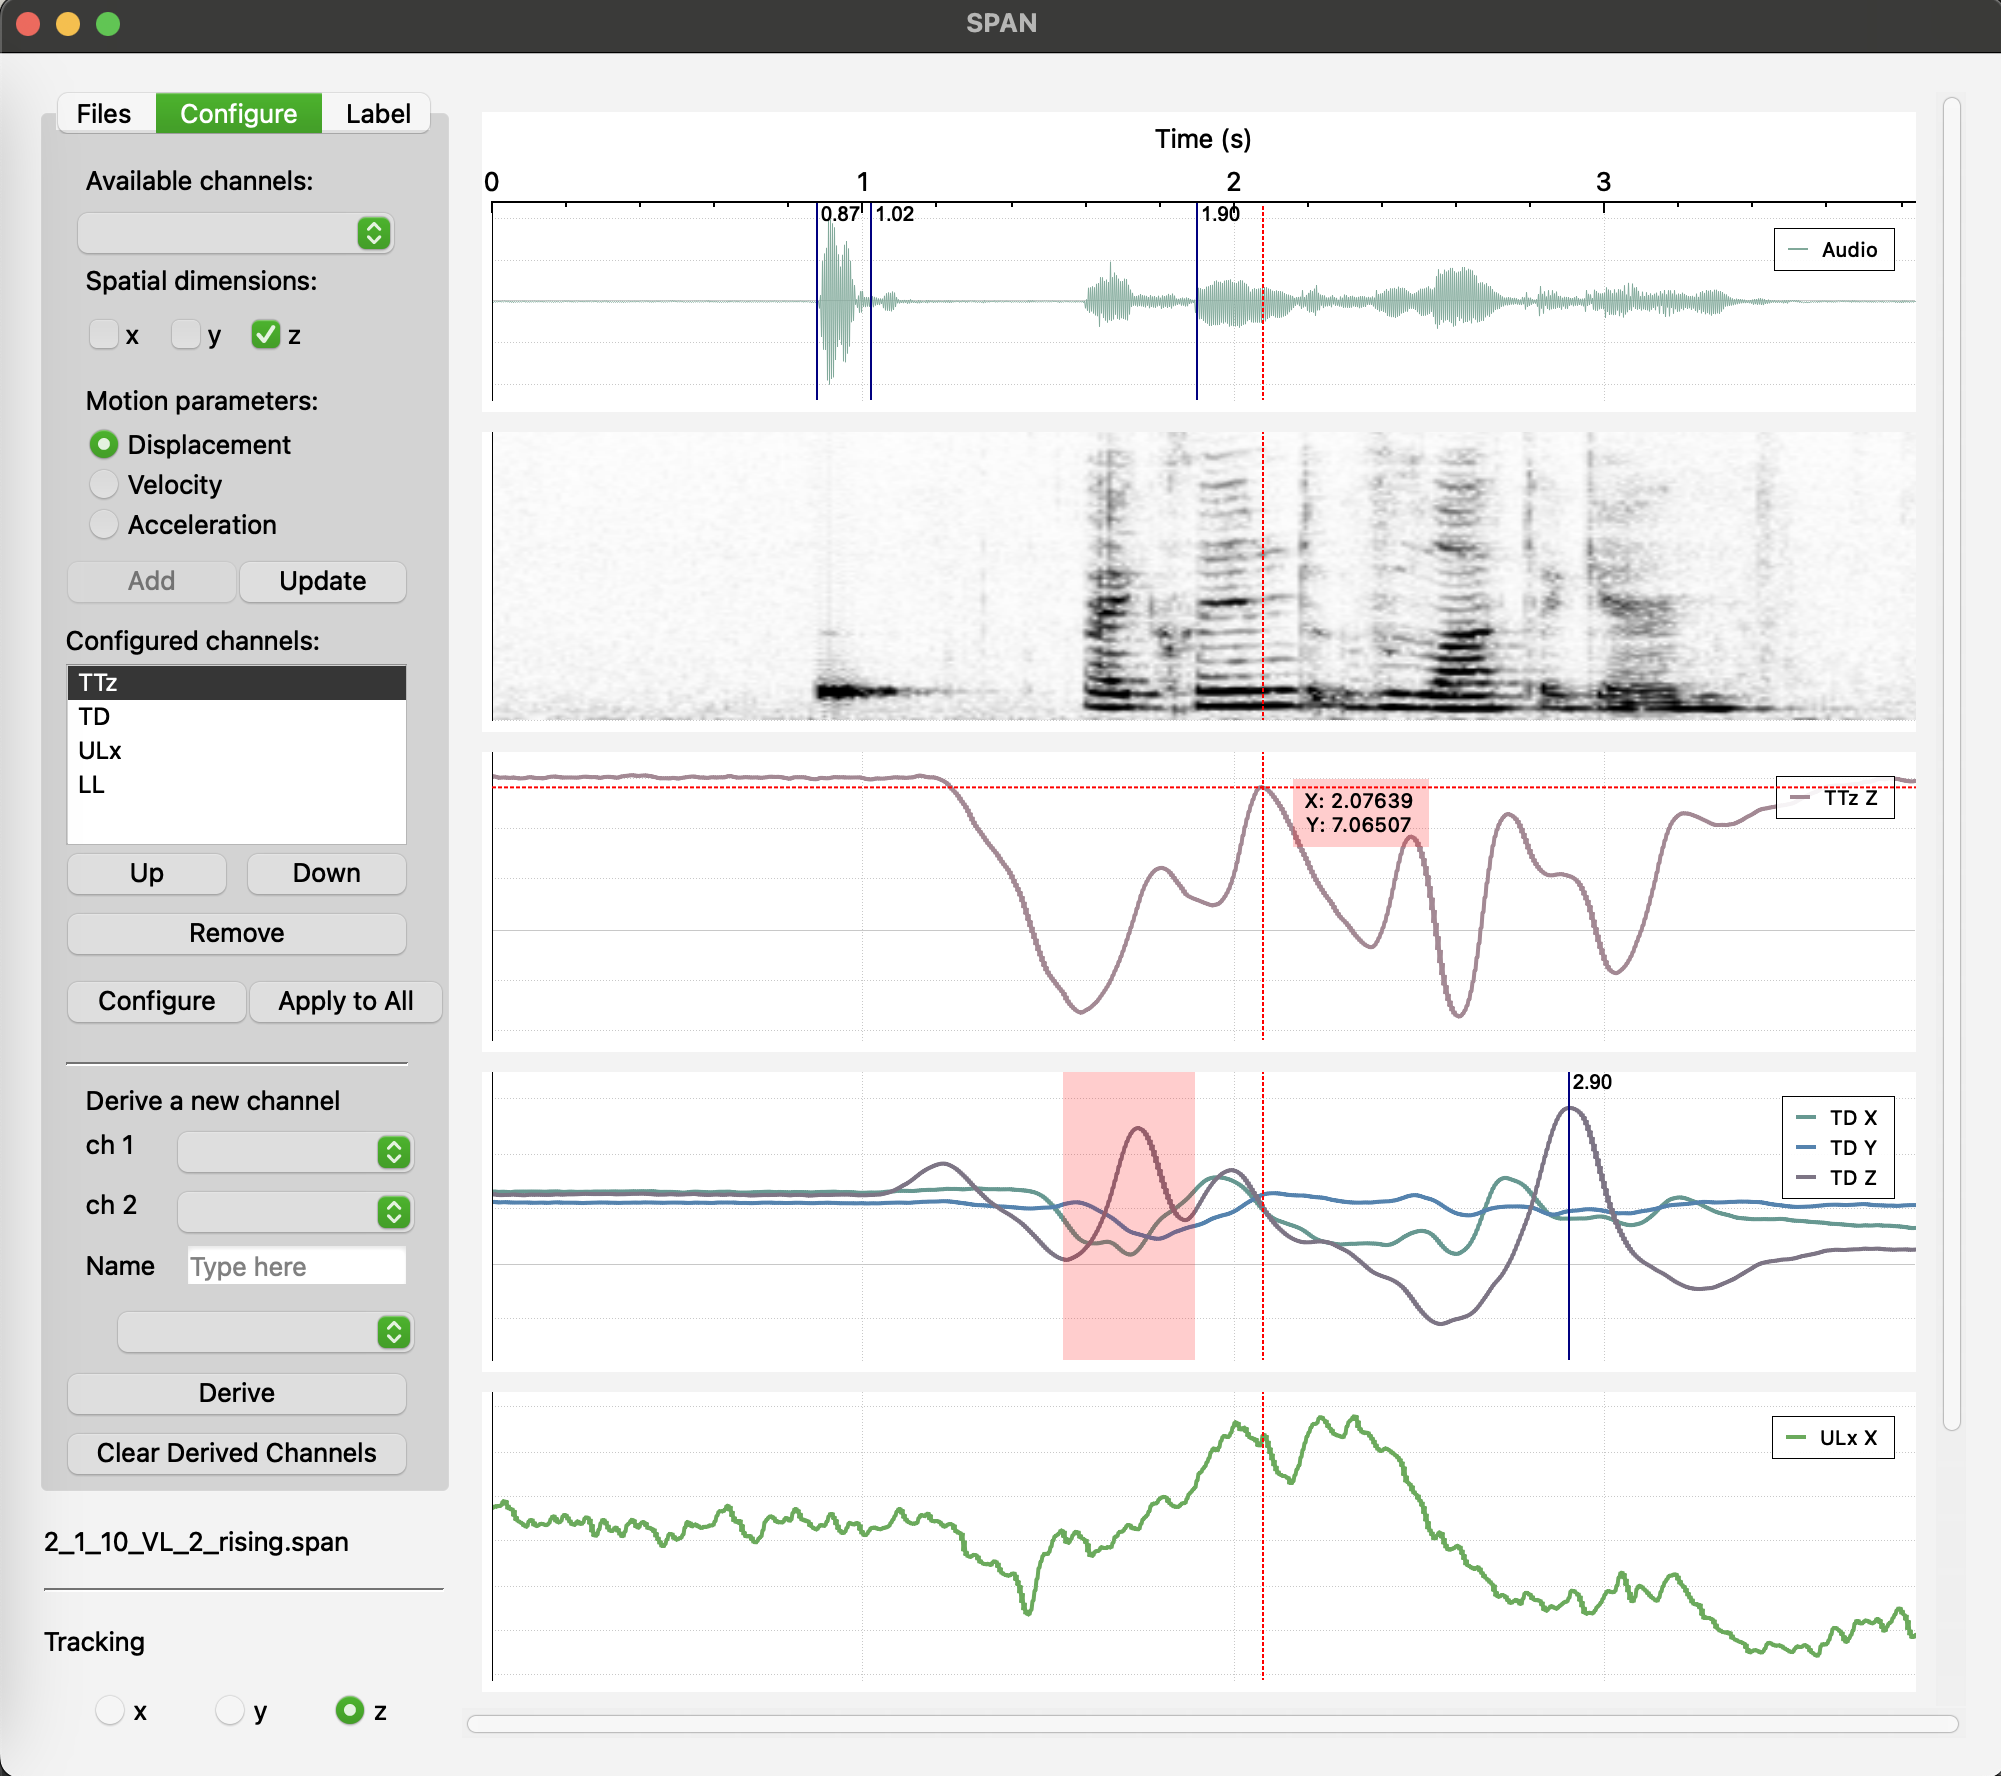 SPAN
Files Configure Label
Available channels:
Spatial dimensions:
x y z
Motion parameters:
Displacement
Velocity
Acceleration
Add Update
Configured channels:
TTz
TD
ULx
LL
Up Down
Remove
Configure Apply to All
Derive a new channel
ch 1
ch 2
Name Type here
Derive
Clear Derived Channels
2_1_10_VL_2_rising.span
Tracking
x y z
Time (s)
0 1 2 3
0.87 1.02 1.90
Audio
X: 2.07639
Y: 7.06507
TTz Z
2.90
TD X
TD Y
TD Z
ULx X